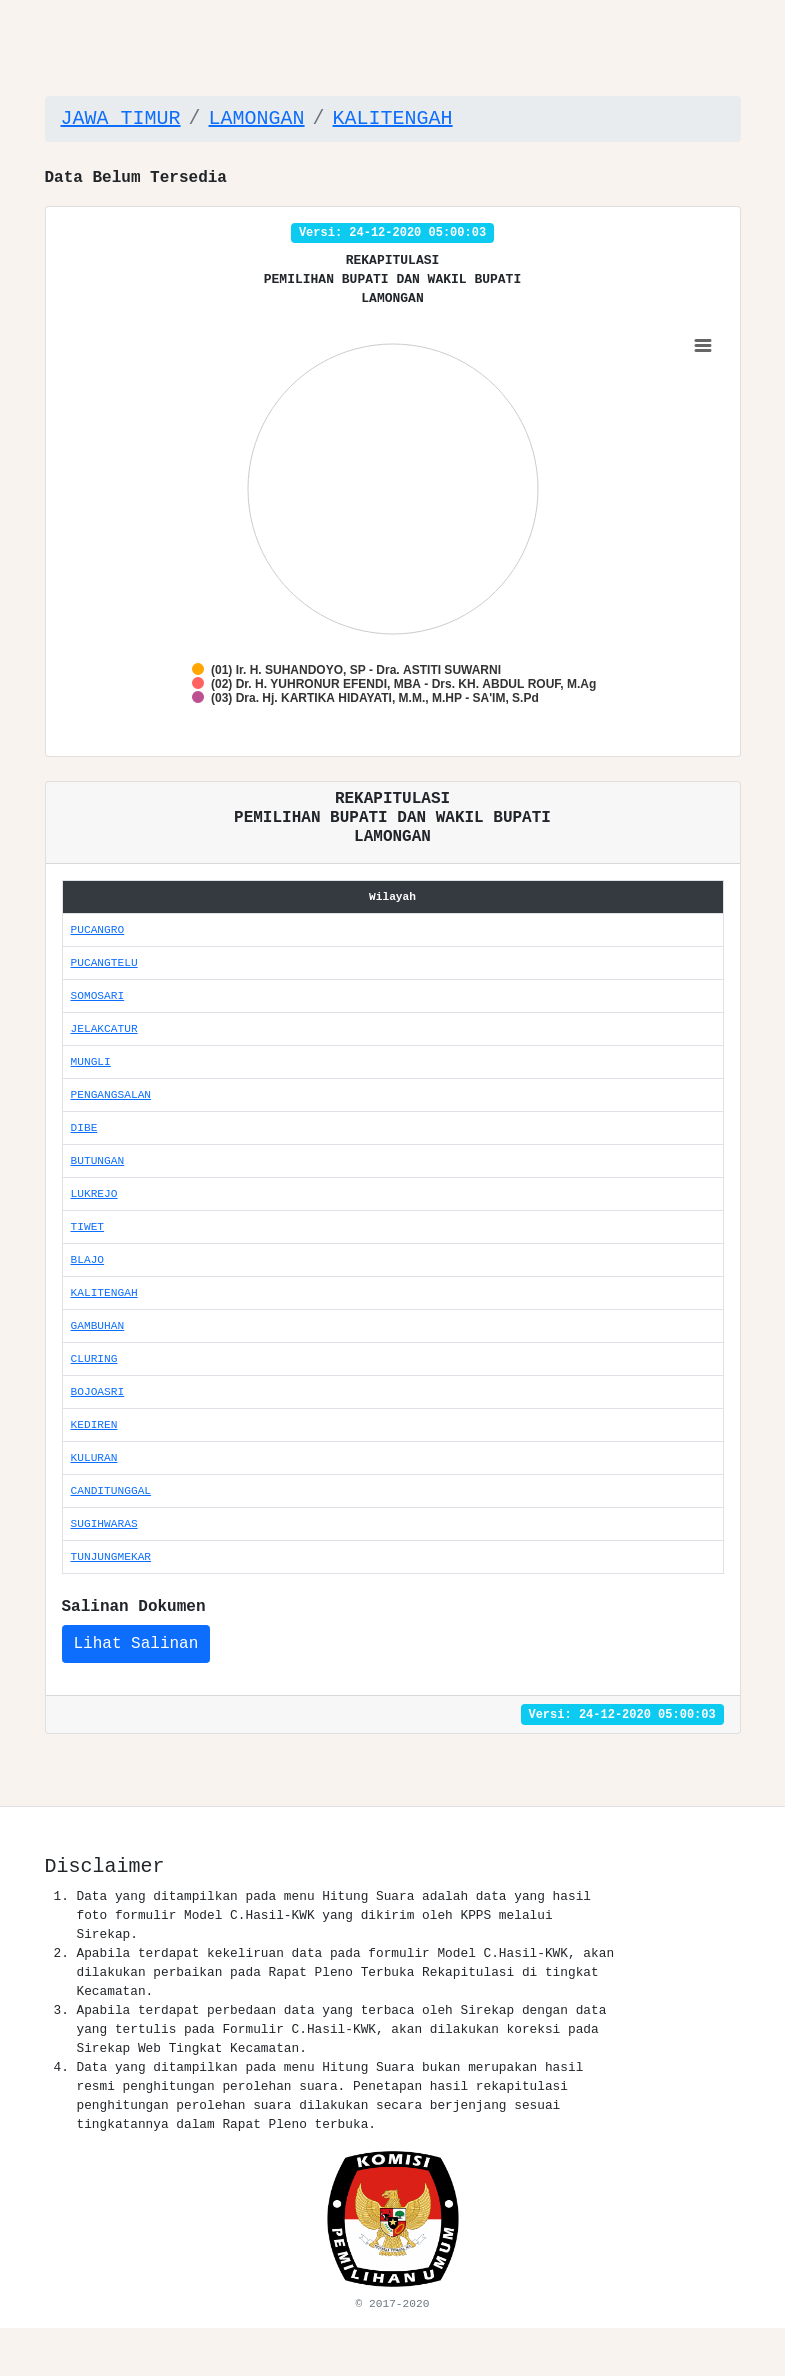 JAWA TIMUR / LAMONGAN / KALITENGAH
Data Belum Tersedia
Versi: 24-12-2020 05:00:03
REKAPITULASI
PEMILIHAN BUPATI DAN WAKIL BUPATI
LAMONGAN
(01) Ir. H. SUHANDOYO, SP - Dra. ASTITI SUWARNI
(02) Dr. H. YUHRONUR EFENDI, MBA - Drs. KH. ABDUL ROUF, M.Ag
(03) Dra. Hj. KARTIKA HIDAYATI, M.M., M.HP - SA'IM, S.Pd
REKAPITULASI
PEMILIHAN BUPATI DAN WAKIL BUPATI
LAMONGAN
Wilayah
PUCANGRO
PUCANGTELU
SOMOSARI
JELAKCATUR
MUNGLI
PENGANGSALAN
DIBE
BUTUNGAN
LUKREJO
TIWET
BLAJO
KALITENGAH
GAMBUHAN
CLURING
BOJOASRI
KEDIREN
KULURAN
CANDITUNGGAL
SUGIHWARAS
TUNJUNGMEKAR
Salinan Dokumen
Lihat Salinan
Versi: 24-12-2020 05:00:03
Disclaimer
1. Data yang ditampilkan pada menu Hitung Suara adalah data yang hasil
foto formulir Model C.Hasil-KWK yang dikirim oleh KPPS melalui
Sirekap.
2. Apabila terdapat kekeliruan data pada formulir Model C.Hasil-KWK, akan
dilakukan perbaikan pada Rapat Pleno Terbuka Rekapitulasi di tingkat
Kecamatan.
3. Apabila terdapat perbedaan data yang terbaca oleh Sirekap dengan data
yang tertulis pada Formulir C.Hasil-KWK, akan dilakukan koreksi pada
Sirekap Web Tingkat Kecamatan.
4. Data yang ditampilkan pada menu Hitung Suara bukan merupakan hasil
resmi penghitungan perolehan suara. Penetapan hasil rekapitulasi
penghitungan perolehan suara dilakukan secara berjenjang sesuai
tingkatannya dalam Rapat Pleno terbuka.
KOMISI
PEMILIHAN UMUM
© 2017-2020